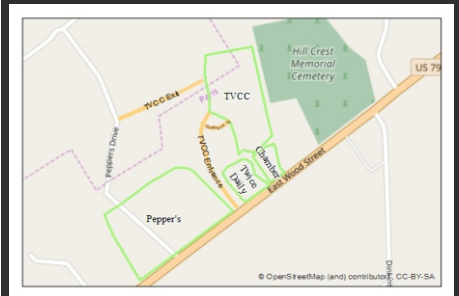 Hill Crest
Memorial
Cemetery
US 79
TVCC
TVCC Exit
Paris
Peppers Drive
TVCC Entrance
Chamber
East Wood Street
Twice
Daily
Pepper's
© OpenStreetMap (and) contributors, CC-BY-SA